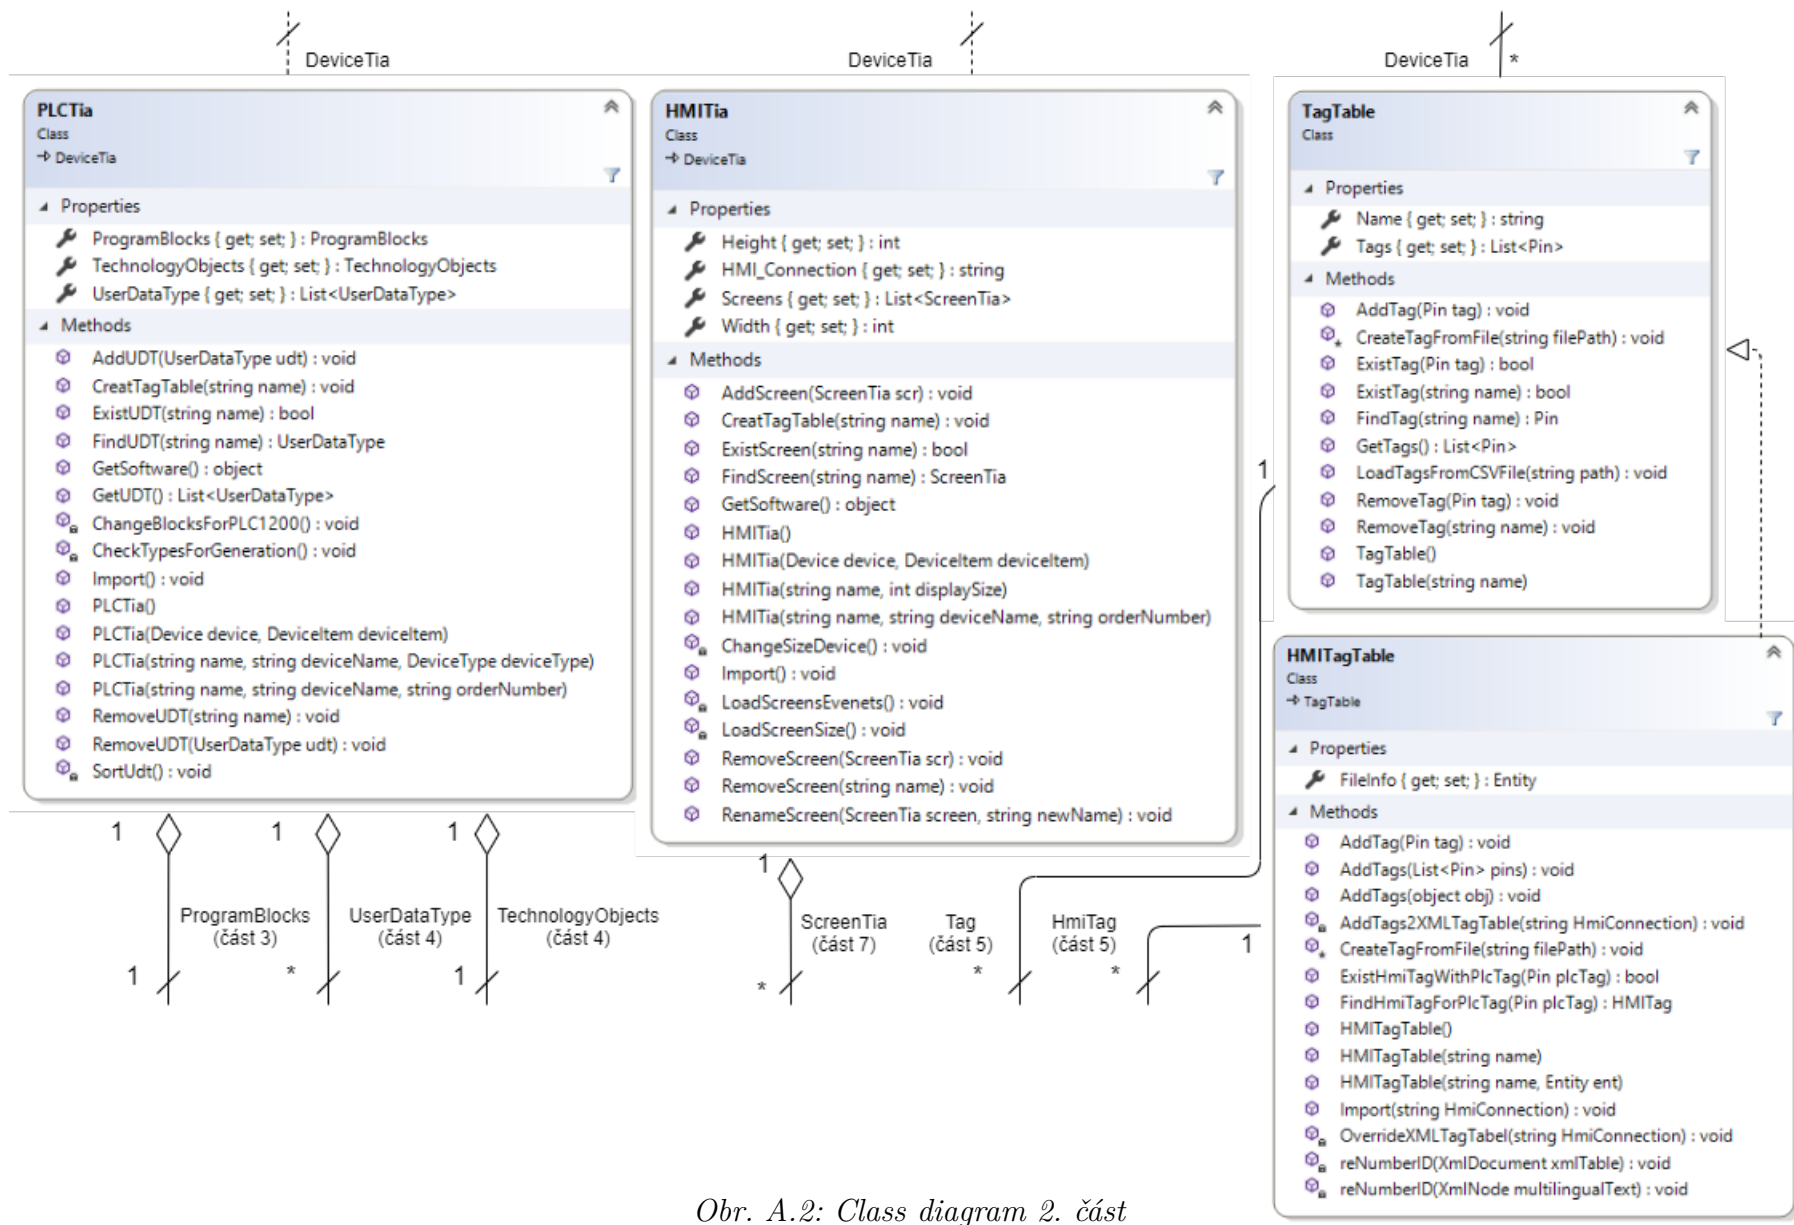 DeviceTia
DeviceTia
DeviceTia
*
PLCTia
Class
DeviceTia
Properties
ProgramBlocks { get; set; } : ProgramBlocks
TechnologyObjects { get; set; } : TechnologyObjects
UserDataType { get; set; } : List<UserDataType>
Methods
AddUDT(UserDataType udt) : void
CreatTagTable(string name) : void
ExistUDT(string name) : bool
FindUDT(string name) : UserDataType
GetSoftware() : object
GetUDT() : List<UserDataType>
ChangeBlocksForPLC1200() : void
CheckTypesForGeneration() : void
Import() : void
PLCTia()
PLCTia(Device device, DeviceItem deviceItem)
PLCTia(string name, string deviceName, DeviceType deviceType)
PLCTia(string name, string deviceName, string orderNumber)
RemoveUDT(string name) : void
RemoveUDT(UserDataType udt) : void
SortUdt() : void
HMITia
Class
DeviceTia
Properties
Height { get; set; } : int
HMI_Connection { get; set; } : string
Screens { get; set; } : List<ScreenTia>
Width { get; set; } : int
Methods
AddScreen(ScreenTia scr) : void
CreatTagTable(string name) : void
ExistScreen(string name) : bool
FindScreen(string name) : ScreenTia
GetSoftware() : object
HMITia()
HMITia(Device device, DeviceItem deviceItem)
HMITia(string name, int displaySize)
HMITia(string name, string deviceName, string orderNumber)
ChangeSizeDevice() : void
Import() : void
LoadScreensEvenets() : void
LoadScreenSize() : void
RemoveScreen(ScreenTia scr) : void
RemoveScreen(string name) : void
RenameScreen(ScreenTia screen, string newName) : void
TagTable
Class
Properties
Name { get; set; } : string
Tags { get; set; } : List<Pin>
Methods
AddTag(Pin tag) : void
CreateTagFromFile(string filePath) : void
ExistTag(Pin tag) : bool
ExistTag(string name) : bool
FindTag(string name) : Pin
GetTags() : List<Pin>
LoadTagsFromCSVFile(string path) : void
RemoveTag(Pin tag) : void
RemoveTag(string name) : void
TagTable()
TagTable(string name)
1
HMITagTable
Class
TagTable
Properties
FileInfo { get; set; } : Entity
Methods
AddTag(Pin tag) : void
AddTags(List<Pin> pins) : void
AddTags(object obj) : void
AddTags2XMLTagTable(string HmiConnection) : void
CreateTagFromFile(string filePath) : void
ExistHmiTagWithPlcTag(Pin plcTag) : bool
FindHmiTagForPlcTag(Pin plcTag) : HMITag
HMITagTable()
HMITagTable(string name)
HMITagTable(string name, Entity ent)
Import(string HmiConnection) : void
OverrideXMLTagTabel(string HmiConnection) : void
reNumberID(XmlDocument xmlTable) : void
reNumberID(XmlNode multilingualText) : void
1
1
1
1
ProgramBlocks
(část 3)
UserDataType
(část 4)
TechnologyObjects
(část 4)
ScreenTia
(část 7)
Tag
(část 5)
HmiTag
(část 5)
1
1
*
1
*
*
*
Obr. A.2: Class diagram 2. část